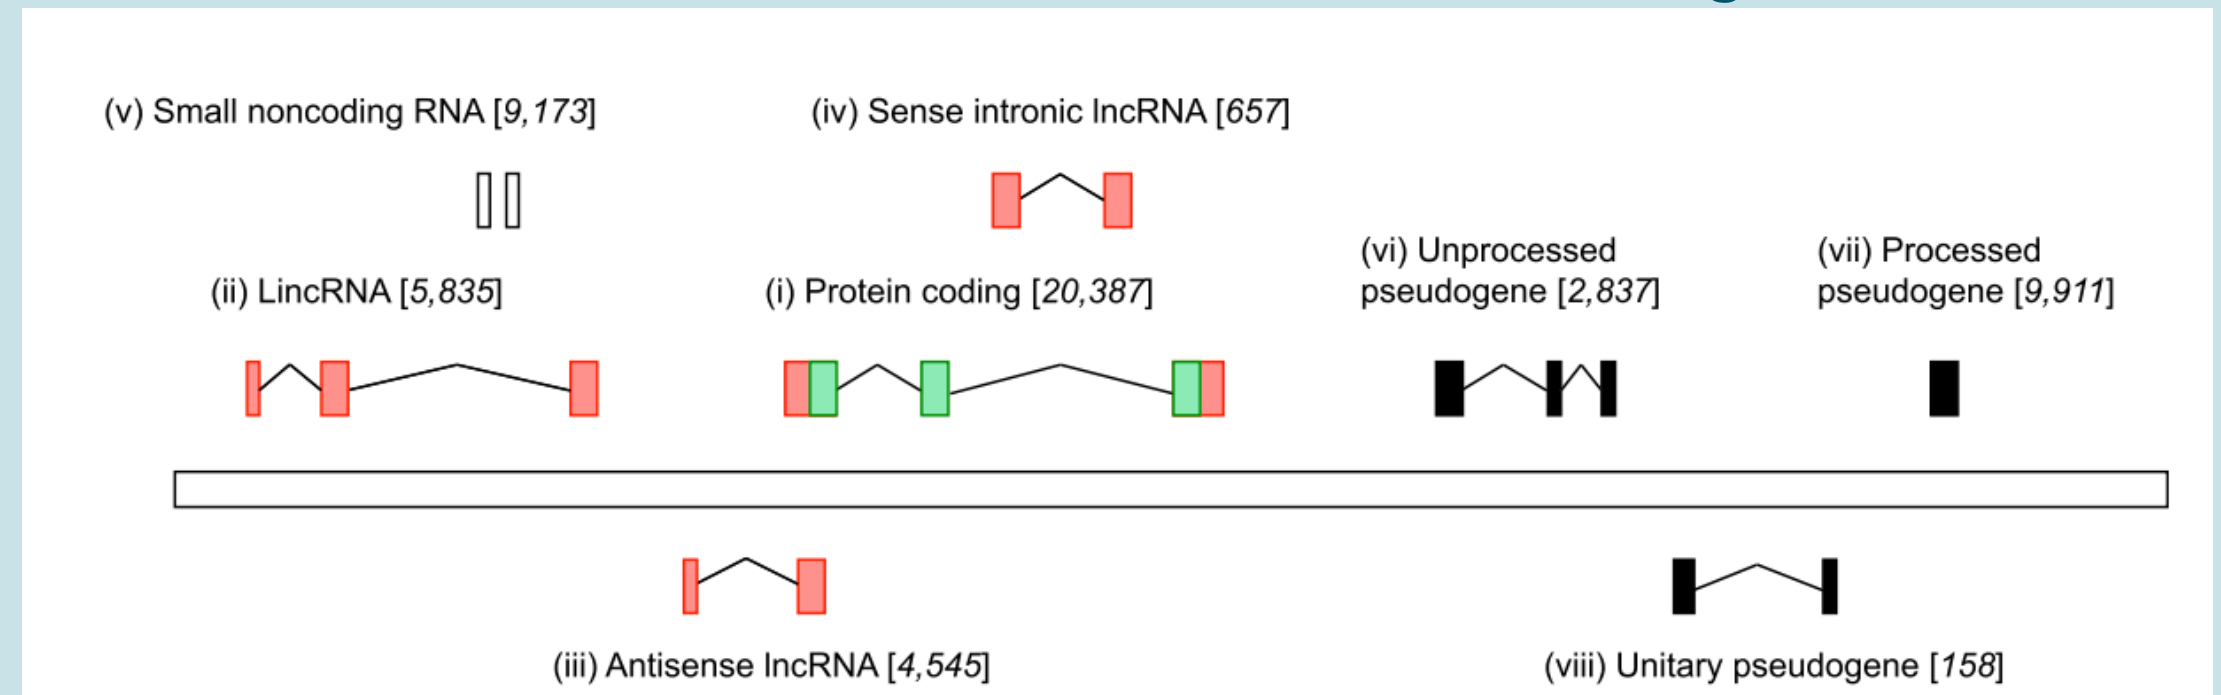 (v) Small noncoding RNA [9,173]
(iv) Sense intronic lncRNA [657]
(ii) LincRNA [5,835]
(i) Protein coding [20,387]
(vi) Unprocessed
pseudogene [2,837]
(vii) Processed
pseudogene [9,911]
(iii) Antisense lncRNA [4,545]
(viii) Unitary pseudogene [158]